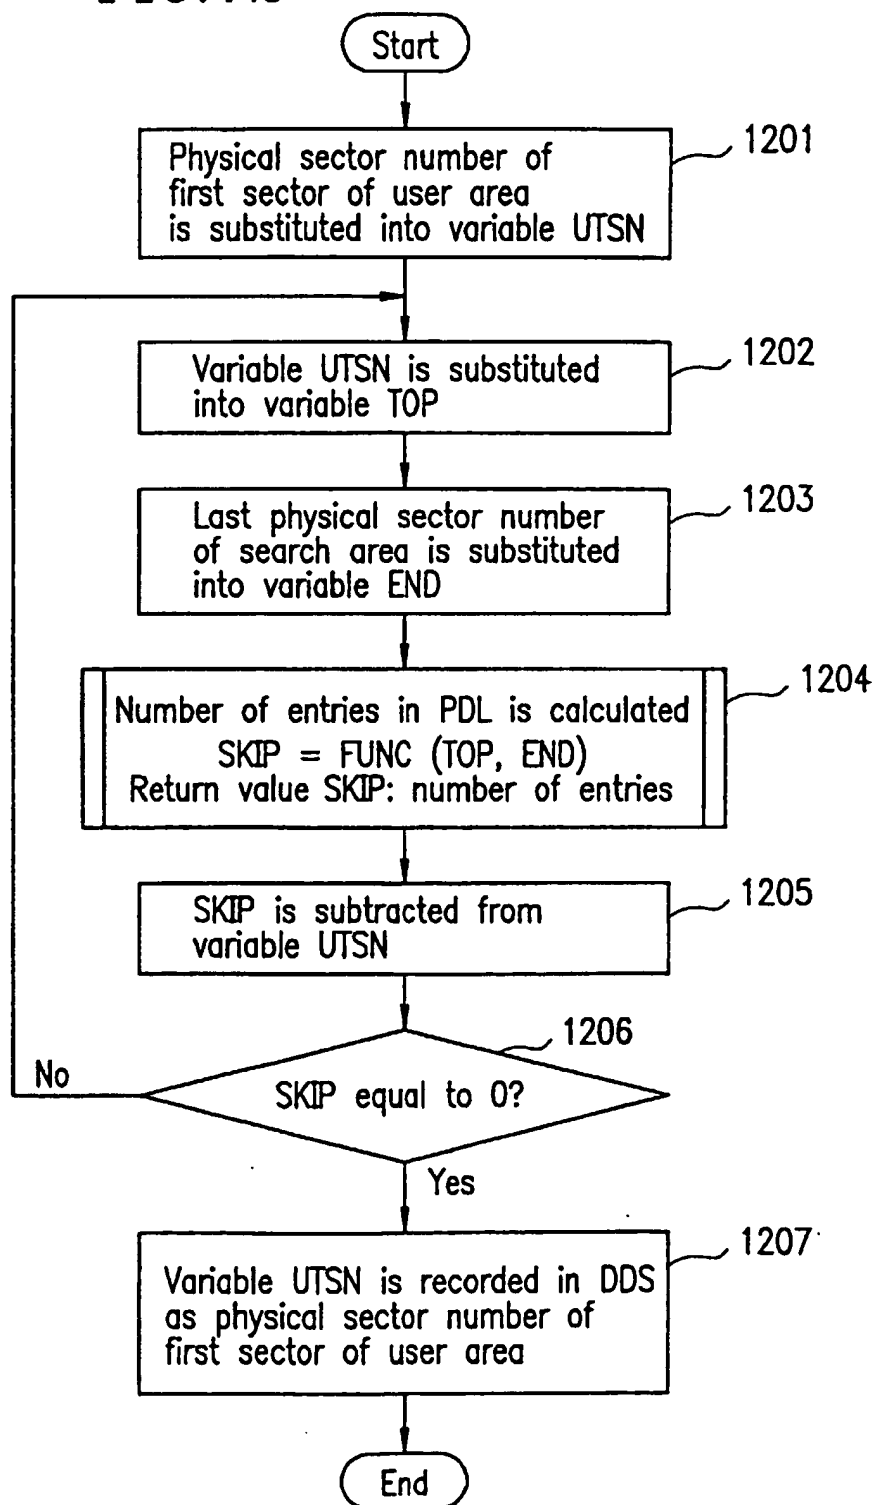 Start
1201
Physical sector number of
first sector of user area
is substituted into variable UTSN
1202
Variable UTSN is substituted
into variable TOP
1203
Last physical sector number
of search area is substituted
into variable END
1204
Number of entries in PDL is calculated
SKIP = FUNC (TOP, END)
Return value SKIP: number of entries
1205
SKIP is subtracted from
variable UTSN
1206
No
SKIP equal to 0?
Yes
1207
Variable UTSN is recorded in DDS
as physical sector number of
first sector of user area
End